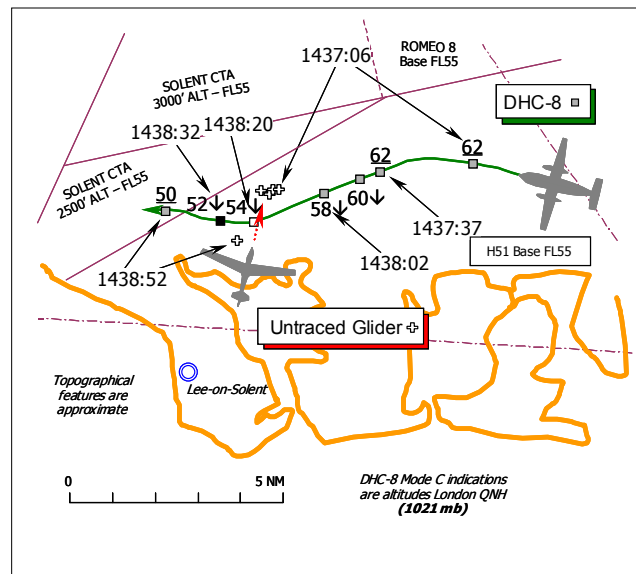 ROMEO 8
Base FL55
SOLENT CTA
3000' ALT – FL55
1437:06
DHC-8
1438:32
1438:20
SOLENT CTA
2500' ALT – FL55
62
62
50
52
54
58
60
1437:37
1438:02
H51 Base FL55
1438:52
Untraced Glider
Topographical
features are
approximate
Lee-on-Solent
0
5 NM
DHC-8 Mode C indications
are altitudes London QNH
(1021 mb)